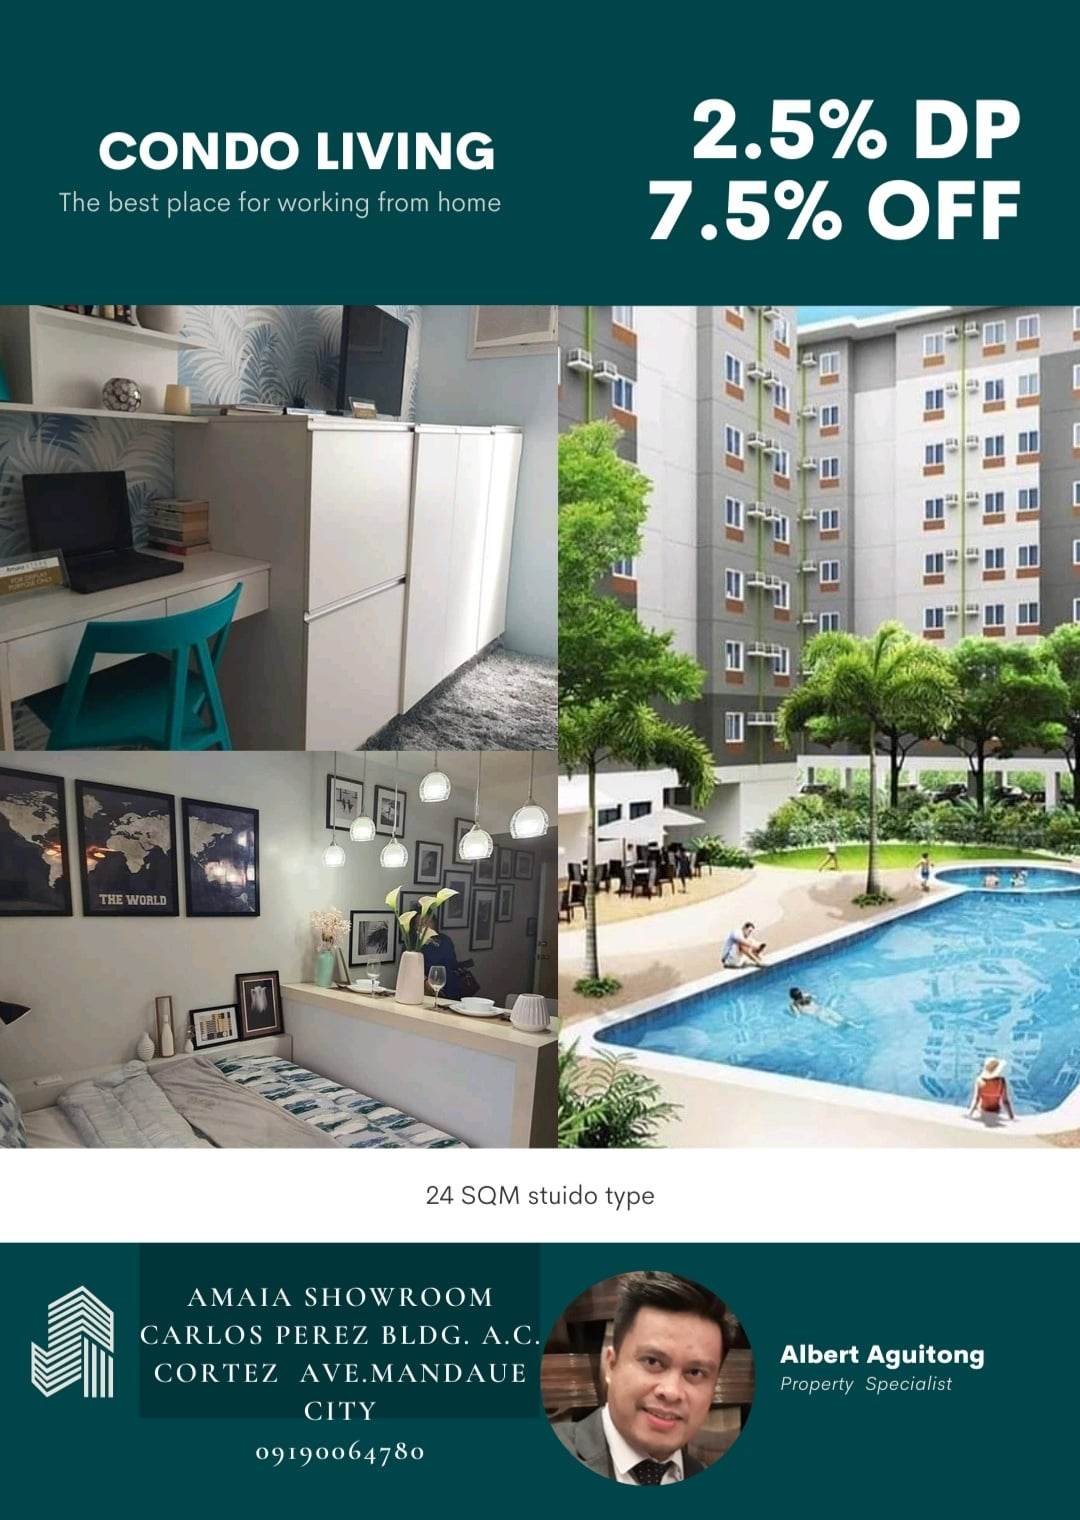 CONDO LIVING
The best place for working from home
2.5% DP
7.5% OFF
THE WORLD
24 SQM stuido type
AMAIA SHOWROOM
CARLOS PEREZ BLDG. A.C.
CORTEZ AVE.MANDAUE
CITY
09190064780
Albert Aguitong
Property Specialist